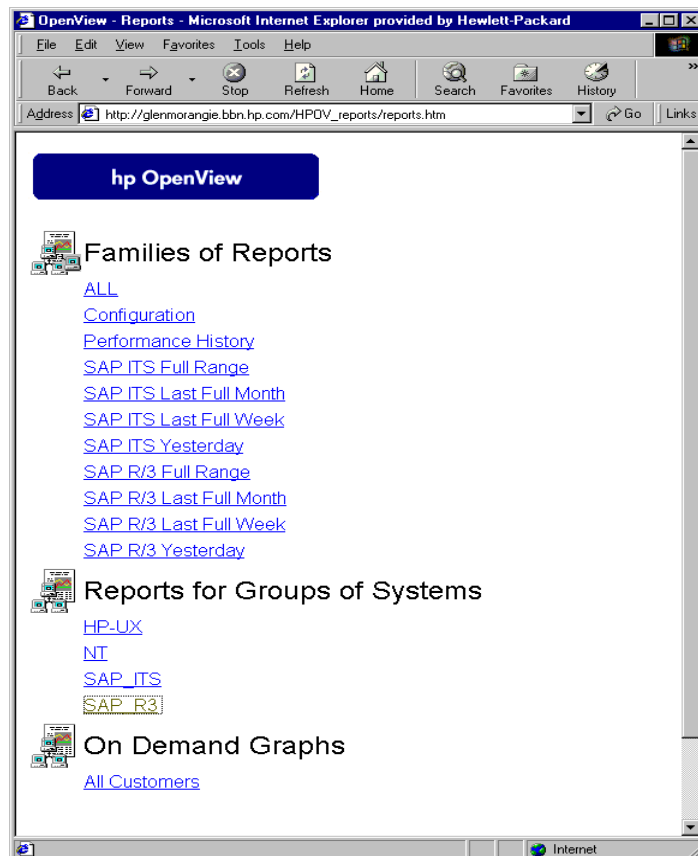 OpenView - Reports - Microsoft Internet Explorer provided by Hewlett-Packard
File Edit View Favorites Tools Help
Back Forward Stop Refresh Home Search Favorites History »
Address http://glenmorangie.bbn.hp.com/HPOV_reports/reports.htm Go Links
hp OpenView
Families of Reports
ALL
Configuration
Performance History
SAP ITS Full Range
SAP ITS Last Full Month
SAP ITS Last Full Week
SAP ITS Yesterday
SAP R/3 Full Range
SAP R/3 Last Full Month
SAP R/3 Last Full Week
SAP R/3 Yesterday
Reports for Groups of Systems
HP-UX
NT
SAP_ITS
SAP_R3
On Demand Graphs
All Customers
Internet